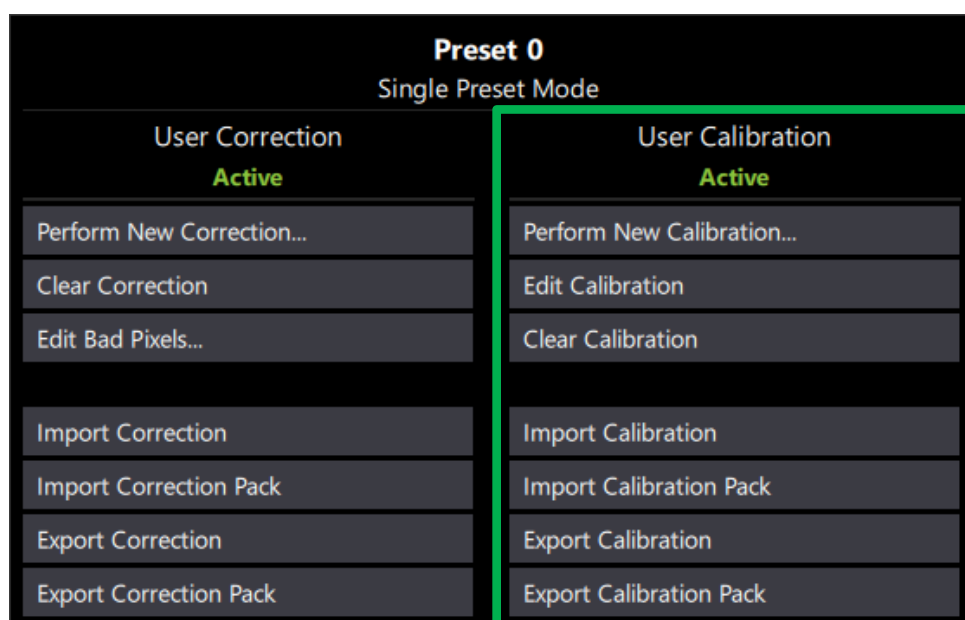 Preset 0
Single Preset Mode
User Correction
Active
Perform New Correction...
Clear Correction
Edit Bad Pixels...
Import Correction
Import Correction Pack
Export Correction
Export Correction Pack
User Calibration
Active
Perform New Calibration...
Edit Calibration
Clear Calibration
Import Calibration
Import Calibration Pack
Export Calibration
Export Calibration Pack